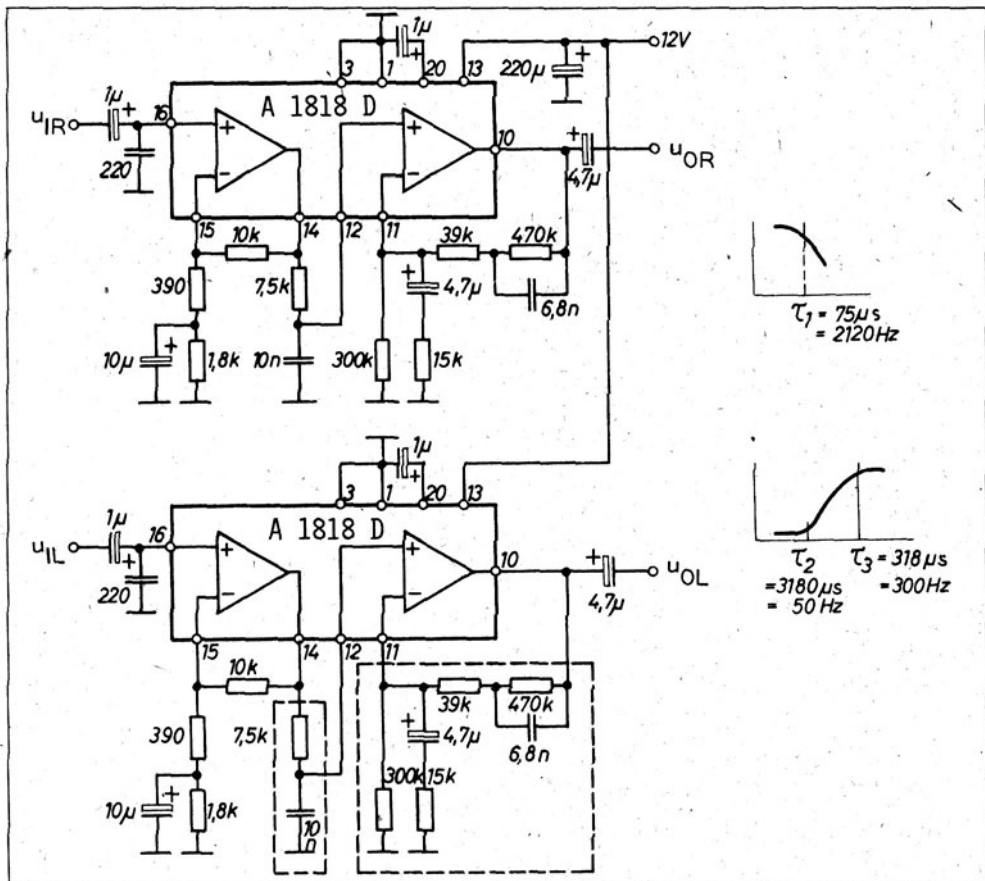 1µ
+
3
1
20
13
12V
220µ
+
1µ
+
A 1818 D
u_IR
16
+
−
+
−
10
+
u_OR
4,7µ
220
15
14
12
11
10k
39k
470k
390
7,5k
+
4,7µ
6,8n
τ₁ = 75µs
= 2120Hz
10µ
+
1,8k
10n
300k
15k
1µ
+
3
1
20
13
1µ
+
A 1818 D
u_IL
16
+
−
+
−
10
+
u_OL
4,7µ
220
15
14
12
11
τ₂
=3180µs
= 50Hz
τ₃ = 318µs
=300Hz
10k
39k
470k
390
7,5k
+
4,7µ
6,8n
300k
15k
10µ
+
1,8k
10
n